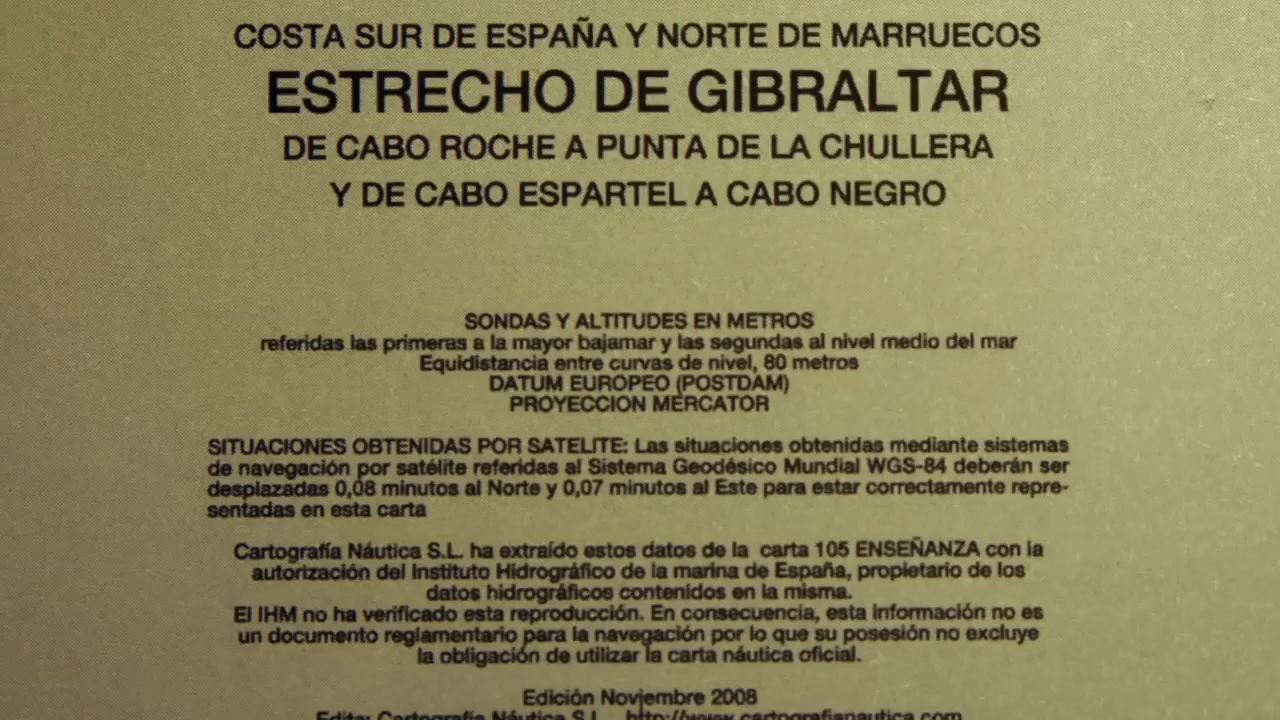 COSTA SUR DE ESPAÑA Y NORTE DE MARRUECOS
ESTRECHO DE GIBRALTAR
DE CABO ROCHE A PUNTA DE LA CHULLERA
Y DE CABO ESPARTEL A CABO NEGRO
SONDAS Y ALTITUDES EN METROS
referidas las primeras a la mayor bajamar y las segundas al nivel medio del mar
Equidistancia entre curvas de nivel, 80 metros
DATUM EUROPEO (POSTDAM)
PROYECCION MERCATOR
SITUACIONES OBTENIDAS POR SATELITE: Las situaciones obtenidas mediante sistemas
de navegación por satélite referidas al Sistema Geodésico Mundial WGS-84 deberán ser
desplazadas 0,08 minutos al Norte y 0,07 minutos al Este para estar correctamente repre-
sentadas en esta carta
Cartografía Náutica S.L. ha extraído estos datos de la carta 105 ENSEÑANZA con la
autorización del Instituto Hidrográfico de la marina de España, propietario de los
datos hidrográficos contenidos en la misma.
El IHM no ha verificado esta reproducción. En consecuencia, esta información no es
un documento reglamentario para la navegación por lo que su posesión no excluye
la obligación de utilizar la carta náutica oficial.
Edición Noviembre 2008
Edita: Cartografía Náutica S.L. http://www.cartografianautica.com